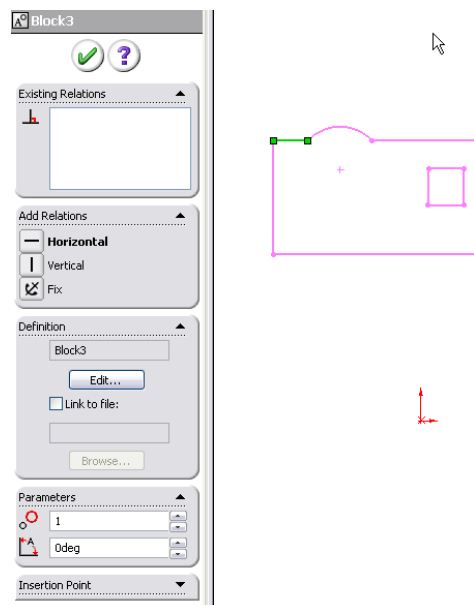 Block3
Existing Relations
Add Relations
Horizontal
Vertical
Fix
Definition
Block3
Edit...
Link to file:
Browse...
Parameters
1
A
0deg
Insertion Point